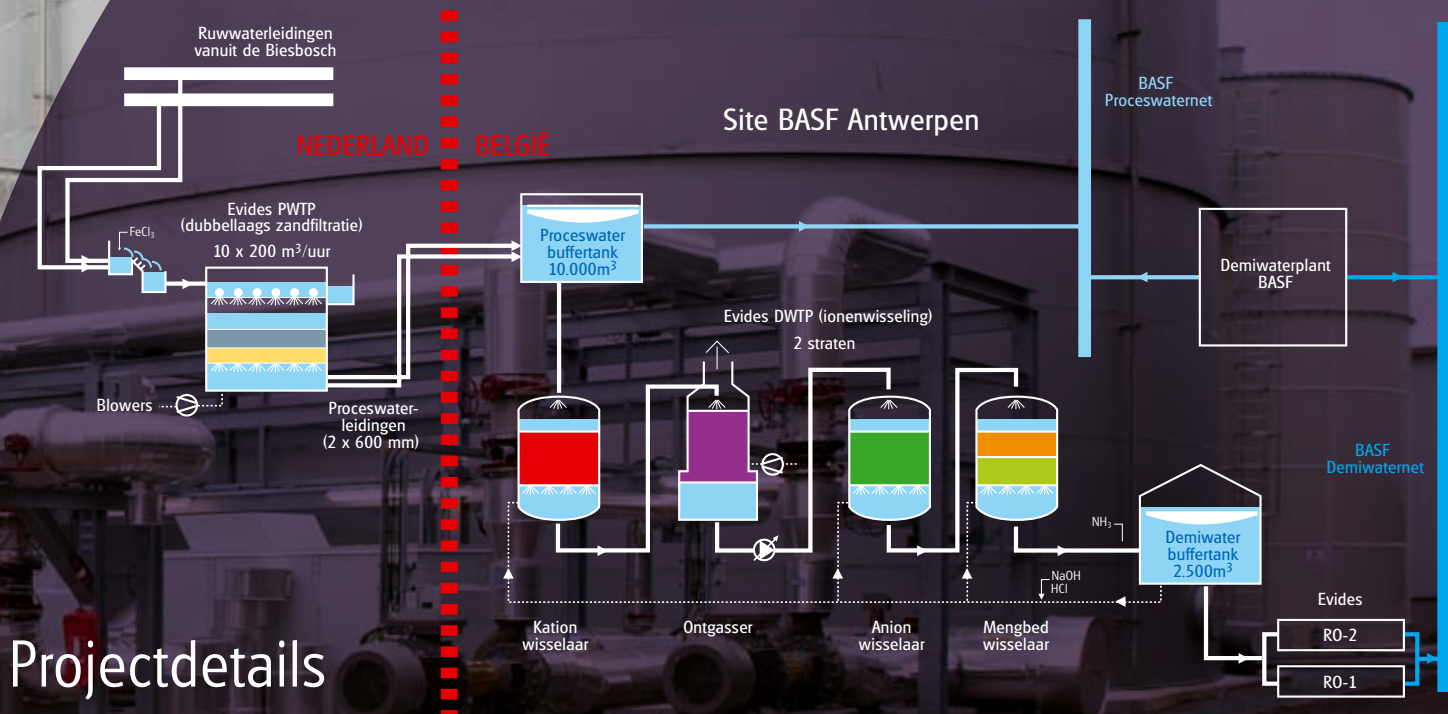 Ruwwaterleidingen
vanuit de Biesbosch
NEDERLAND
BELGIË
Site BASF Antwerpen
BASF
Proceswaternet
FeCl₃
Evides PWTP
(dubbellaags zandfiltratie)
10 x 200 m³/uur
Proceswater
buffertank
10.000m³
Demiwaterplant
BASF
Evides DWTP (ionenwisseling)
2 straten
Blowers
Proceswater-
leidingen
(2 x 600 mm)
BASF
Demiwaternet
NH₃
Demiwater
buffertank
2.500m³
NaOH
HCl
Kation
wisselaar
Ontgasser
Anion
wisselaar
Mengbed
wisselaar
Evides
RO-2
RO-1
Projectdetails